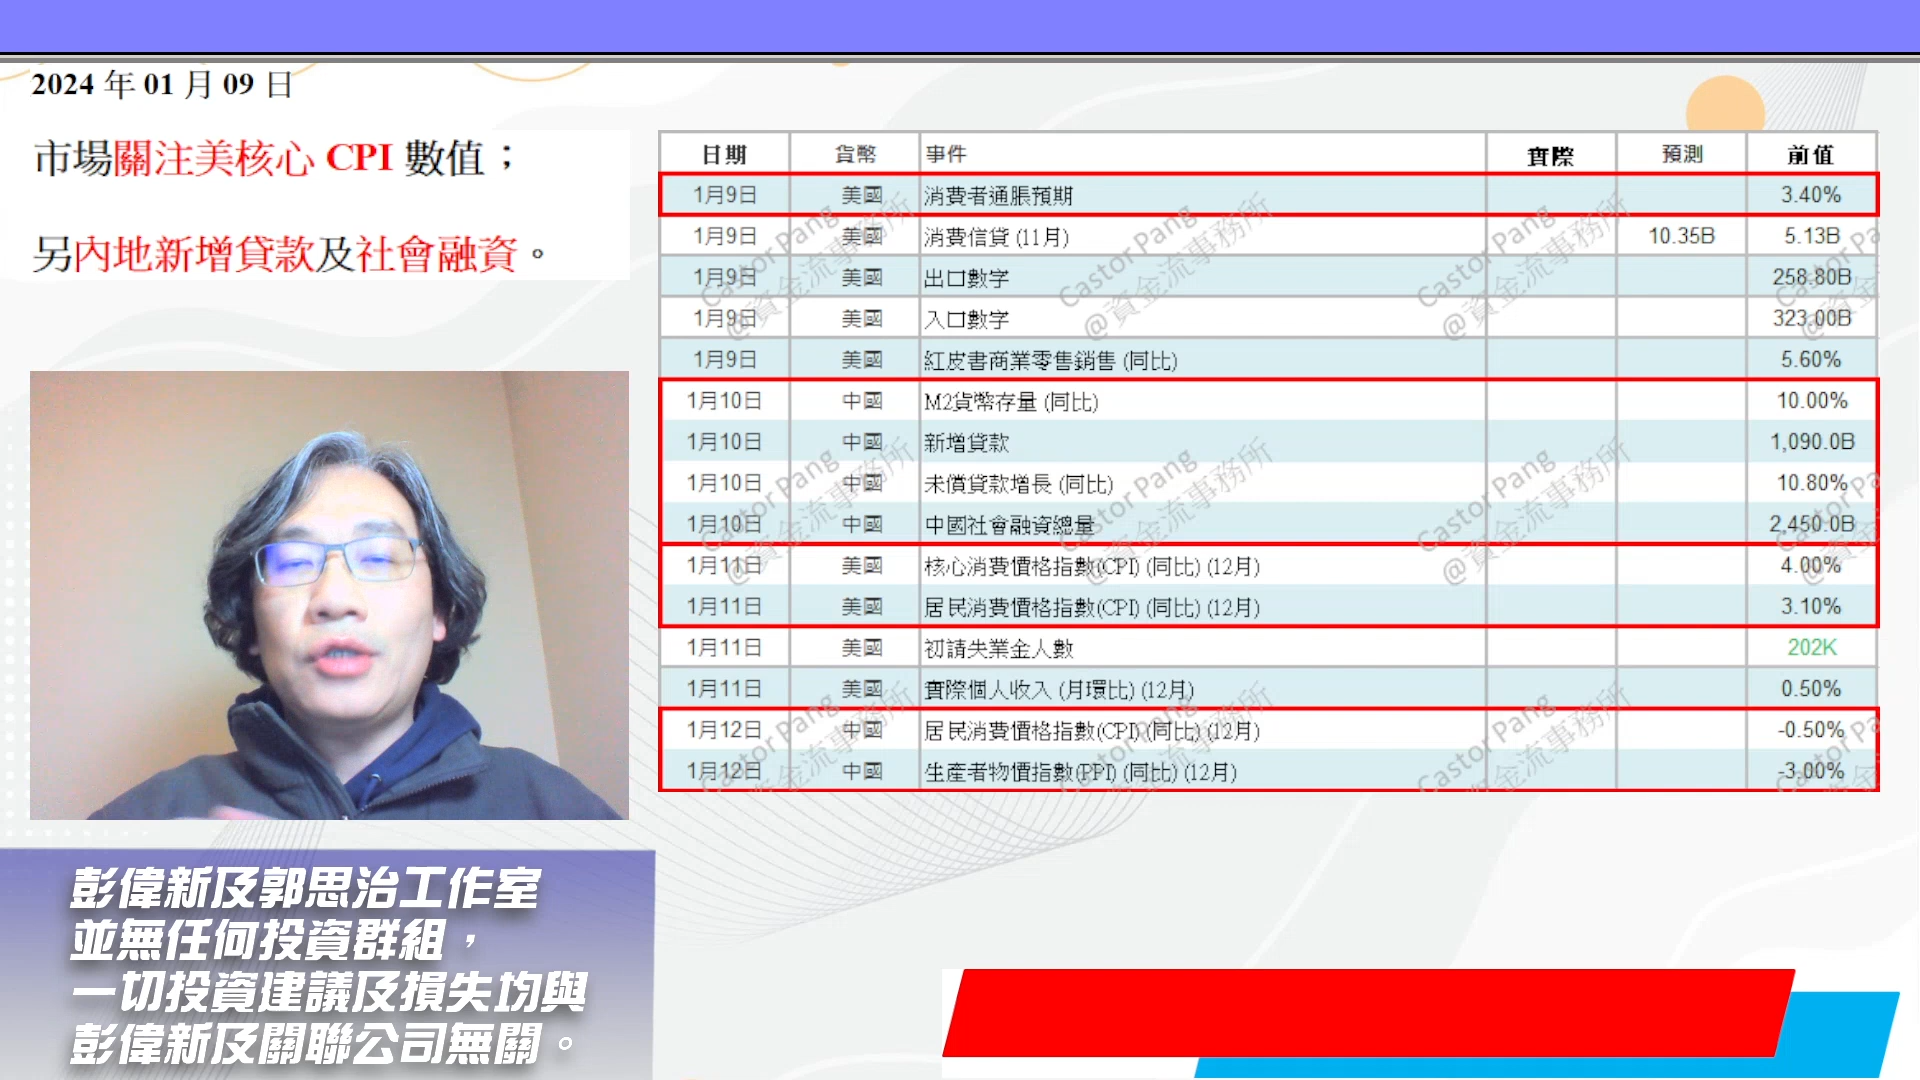 2024 年 01 月 09 日
市場關注美核心 CPI 數值；
另內地新增貸款及社會融資。
日期 貨幣 事件 實際 預測 前值
1月9日 美國 消費者通脹預期 3.40%
1月9日 美國 消費信貸 (11月) 10.35B 5.13B
1月9日 美國 出口數字 258.80B
1月9日 美國 入口數字 323.00B
1月9日 美國 紅皮書商業零售銷售 (同比) 5.60%
1月10日 中國 M2貨幣存量 (同比) 10.00%
1月10日 中國 新增貸款 1,090.0B
1月10日 中國 未償貸款增長 (同比) 10.80%
1月10日 中國 中國社會融資總量 2,450.0B
1月11日 美國 核心消費價格指數(CPI) (同比) (12月) 4.00%
1月11日 美國 居民消費價格指數(CPI) (同比) (12月) 3.10%
1月11日 美國 初請失業金人數 202K
1月11日 美國 實際個人收入 (月環比) (12月) 0.50%
1月12日 中國 居民消費價格指數(CPI) (同比) (12月) -0.50%
1月12日 中國 生產者物價指數(PPI) (同比) (12月) -3.00%
Castor Pang
@資金流事務所
彭偉新及郭思治工作室
並無任何投資群組，
一切投資建議及損失均與
彭偉新及關聯公司無關。